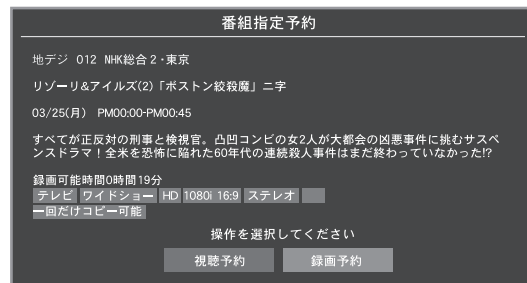 番組指定予約
地デジ 012 NHK総合2・東京
リゾーリ&アイルズ(2)「ボストン絞殺魔」ニ字
03/25(月) PM00:00-PM00:45
すべてが正反対の刑事と検視官。凸凹コンビの女2人が大都会の凶悪事件に挑むサスペ
ンスドラマ!全米を恐怖に陥れた60年代の連続殺人事件はまだ終わっていなかった!?
録画可能時間0時間19分
テレビ ワイドショー HD 1080i 16:9 ステレオ
一回だけコピー可能
操作を選択してください
視聴予約 録画予約